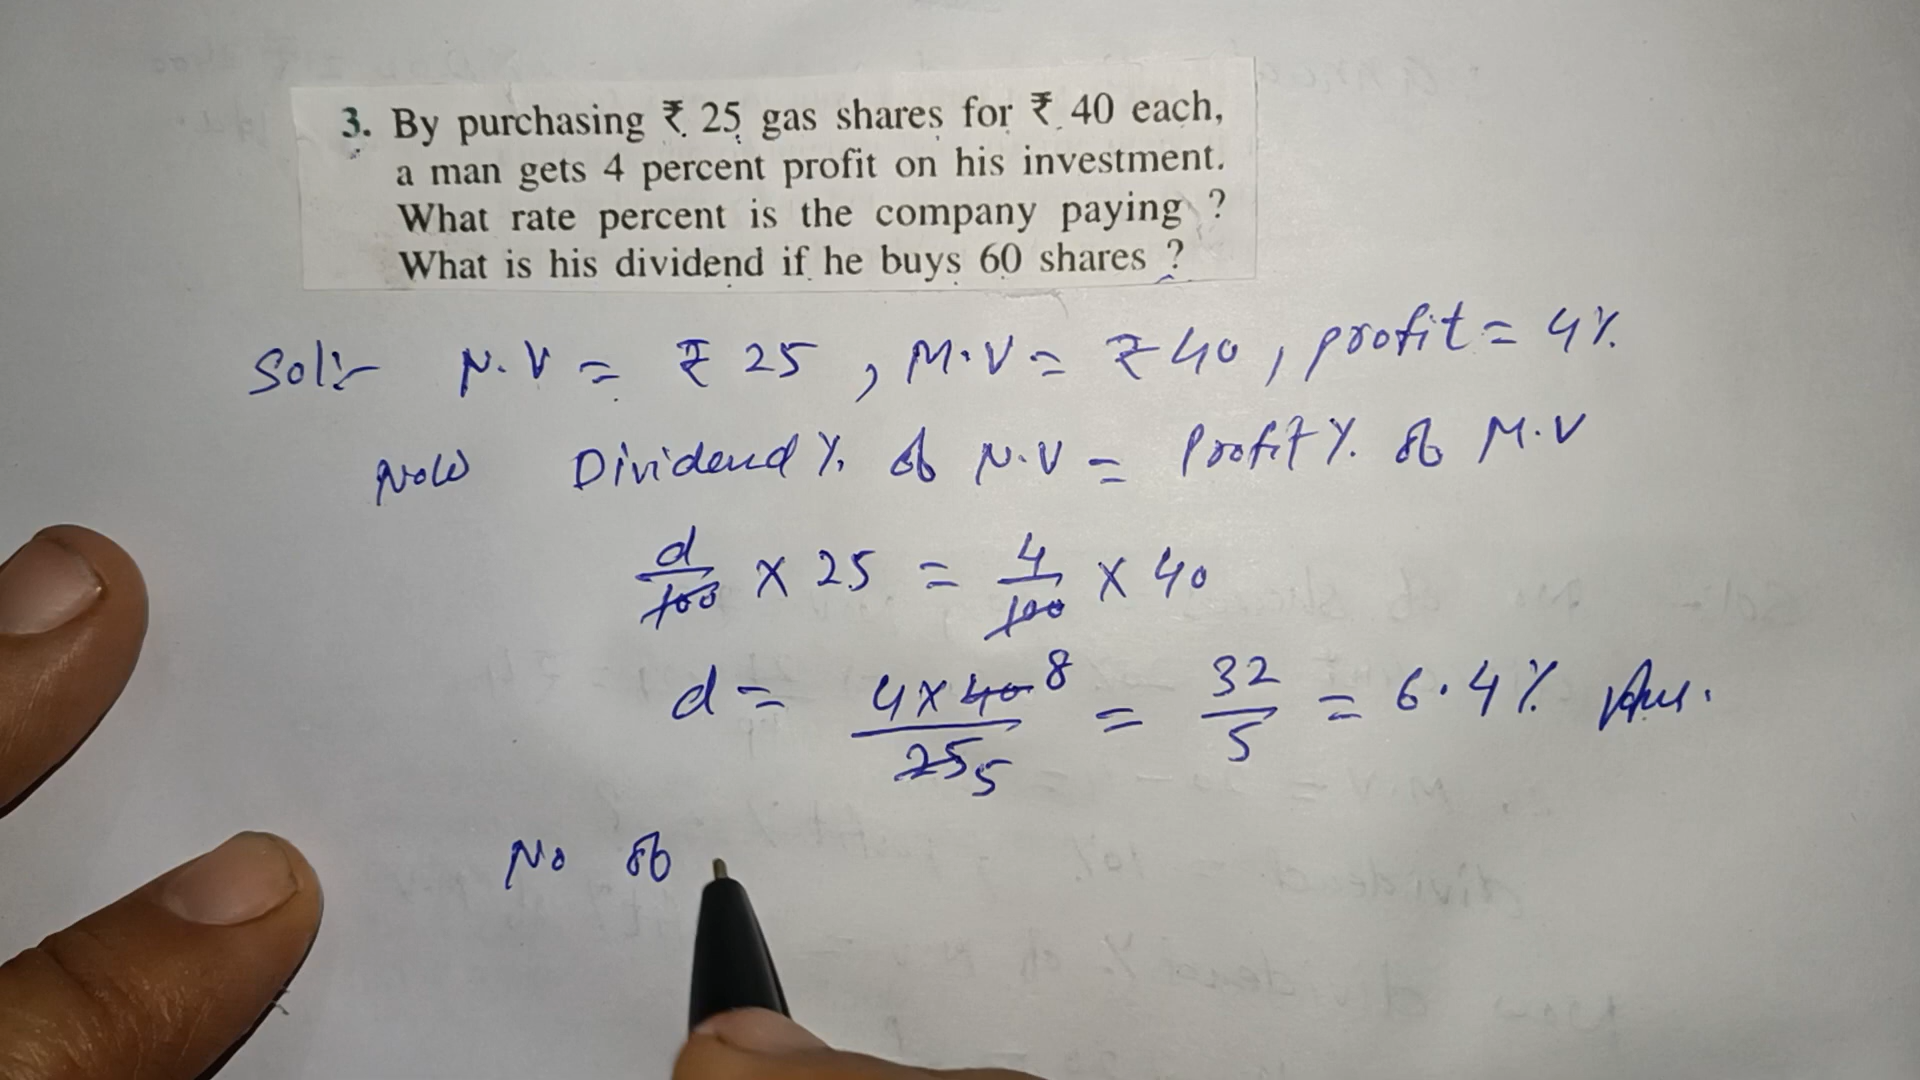 3. By purchasing ₹ 25 gas shares for ₹ 40 each,
a man gets 4 percent profit on his investment.
What rate percent is the company paying ?
What is his dividend if he buys 60 shares ?
Sol:- N.V = ₹ 25, M.V = ₹ 40, profit = 4%
Now Dividend % of N.V = Profit % of M.V
d/100 × 25 = 4/100 × 40
d = 4×40 8 / 25 5 = 32/5 = 6.4% Ans.
No of